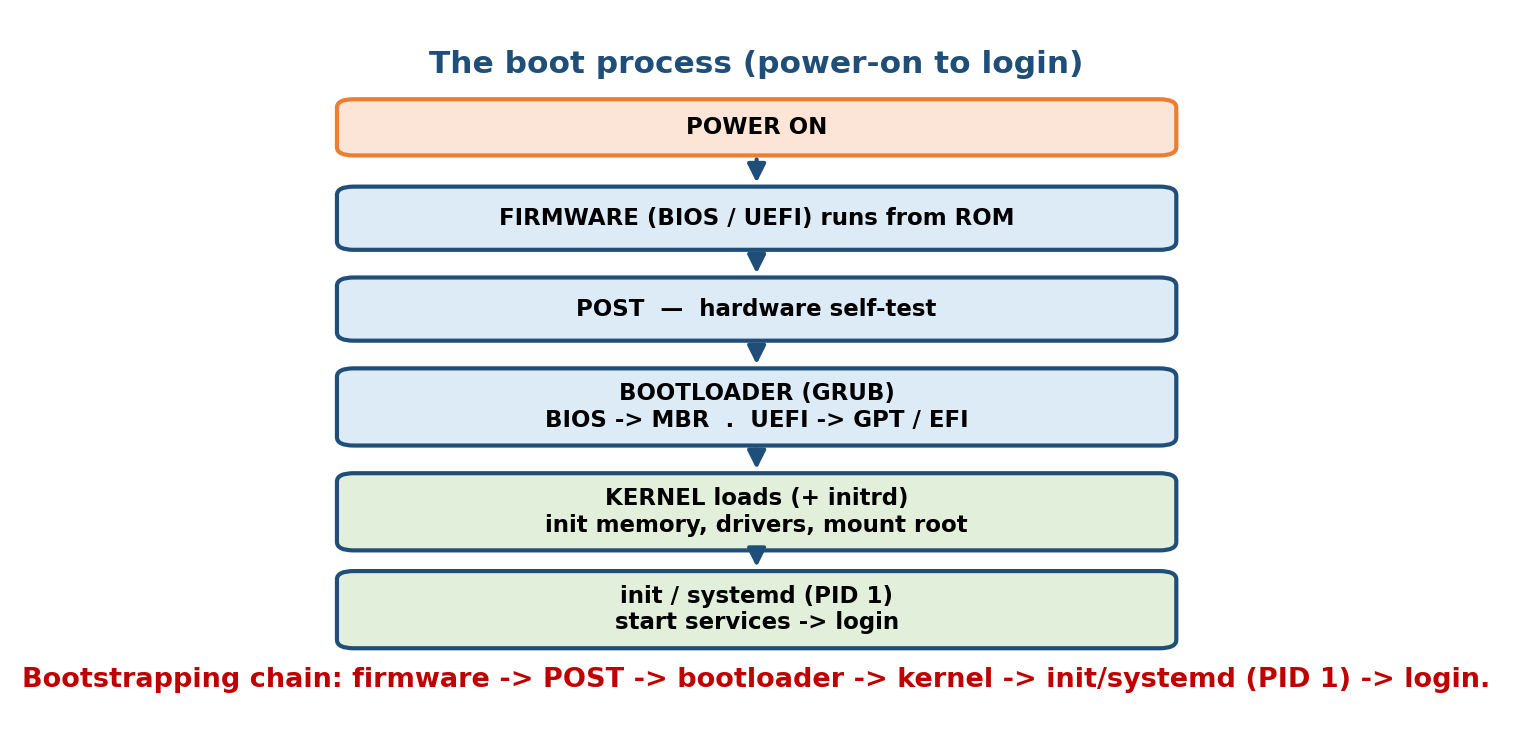 The boot process (power-on to login)
POWER ON
FIRMWARE (BIOS / UEFI) runs from ROM
POST — hardware self-test
BOOTLOADER (GRUB)
BIOS -> MBR . UEFI -> GPT / EFI
KERNEL loads (+ initrd)
init memory, drivers, mount root
init / systemd (PID 1)
start services -> login
Bootstrapping chain: firmware -> POST -> bootloader -> kernel -> init/systemd (PID 1) -> login.